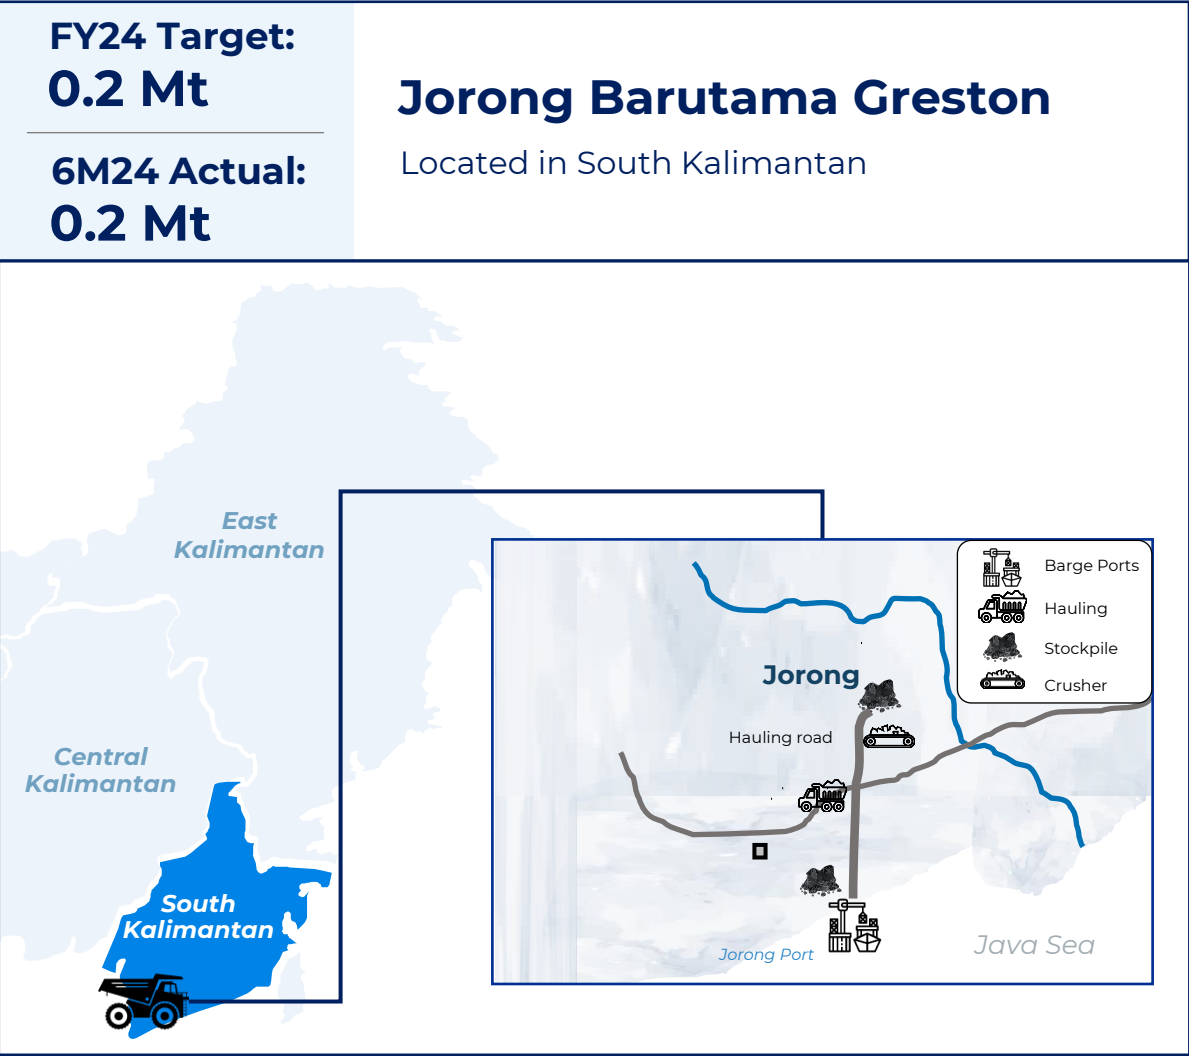 FY24 Target:
0.2 Mt
6M24 Actual:
0.2 Mt
Jorong Barutama Greston
Located in South Kalimantan
East
Kalimantan
Central
Kalimantan
South
Kalimantan
Barge Ports
Hauling
Stockpile
Crusher
Jorong
Hauling road
Jorong Port
Java Sea